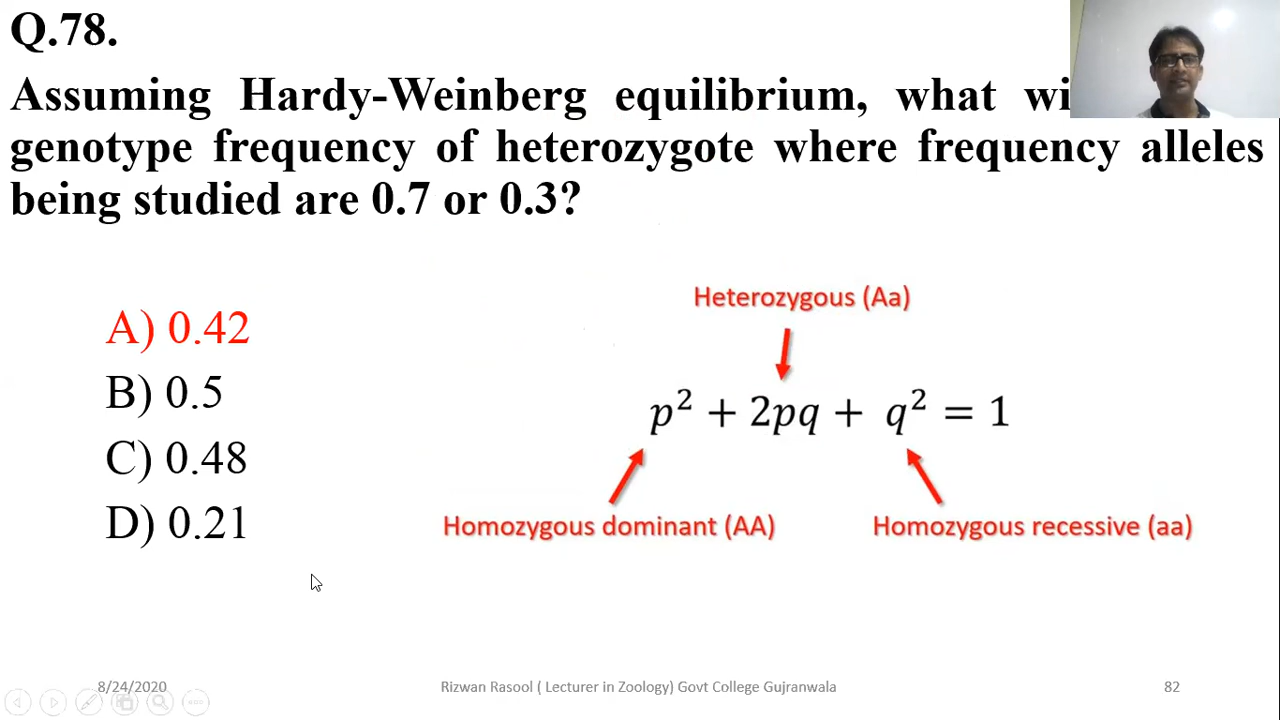 Q.78.
Assuming Hardy-Weinberg equilibrium, what
genotype frequency of heterozygote where frequency alleles
being studied are 0.7 or 0.3?
Heterozygous (Aa)
A) 0.42
B) 0.5
p² + 2pq + q² = 1
C) 0.48
D) 0.21
Homozygous dominant (AA)
Homozygous recessive (aa)
8/24/2020
Rizwan Rasool ( Lecturer in Zoology) Govt College Gujranwala
82